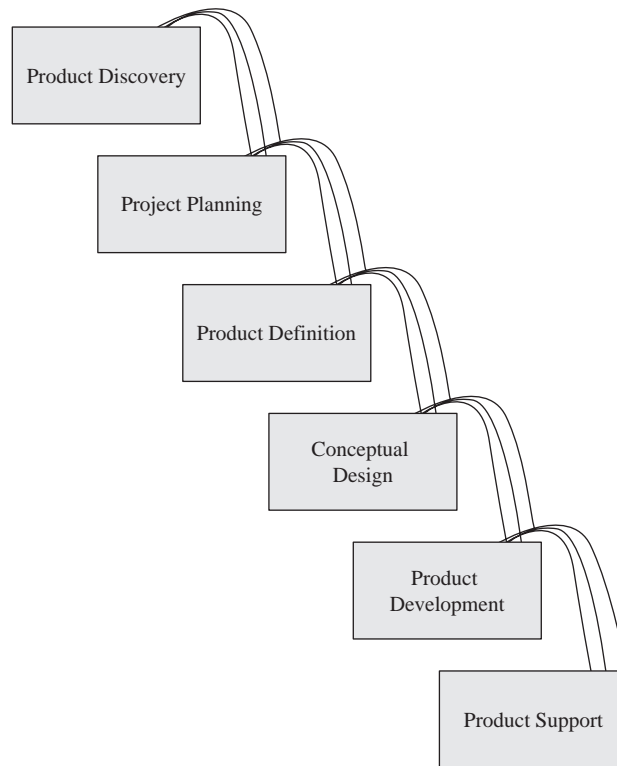 Product Discovery
Project Planning
Product Definition
Conceptual
Design
Product
Development
Product Support